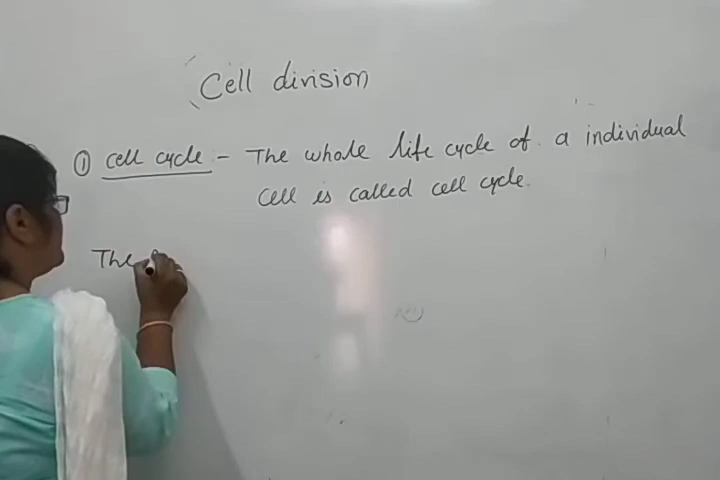 Cell division
① Cell cycle - The whole life cycle of a individual
cell is called cell cycle.
The